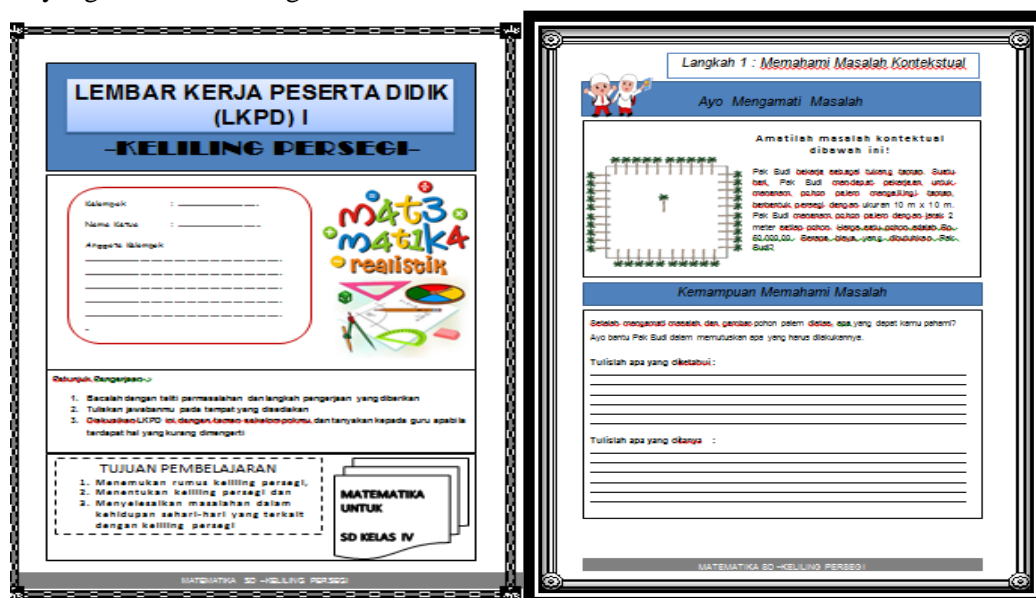 LEMBAR KERJA PESERTA DIDIK
(LKPD) I
-KELILING PERSEGI-
Kelompok : 
Nama Ketua : 
Anggota Kelompok
mat3
matik4
realistik
Petunjuk Pengerjaan :
1. Bacalah dengan teliti permasalahan dan langkah pengerjaan yang diberikan
2. Tuliskan jawabanmu pada tempat yang disediakan
3. Diskusikan LKPD ini dengan teman sekelompokmu dan tanyakan kepada guru apabila
terdapat hal yang kurang dimengerti
TUJUAN PEMBELAJARAN
1. Menemukan rumus keliling persegi,
2. Menentukan keliling persegi dan
3. Menyelesaikan masalahan dalam
kehidupan sehari-hari yang terkait
dengan keliling persegi
MATEMATIKA
UNTUK
SD KELAS IV
MATEMATIKA SD –KELILING PERSEGI
Langkah 1 : Memahami Masalah Kontekstual
Ayo Mengamati Masalah
Amatilah masalah kontektual
dibawah ini!
Pak Budi bekerja sebagai tukang taman. Suatu
hari, Pak Budi mendapat pekerjaan untuk
menanam pohon palem mengelilingi taman
berbentuk persegi dengan ukuran 10 m x 10 m.
Pak Budi menanam pohon palem dengan jarak 2
meter setiap pohon. Harga satu pohon adalah Rp.
50.000,00. Berapa biaya yang dibutuhkan Pak
Budi?
Kemampuan Memahami Masalah
Setelah mengamati masalah dan gambar pohon palem diatas, apa yang dapat kamu pahami?
Ayo bantu Pak Budi dalam memutuskan apa yang harus dilakukannya.
Tulislah apa yang diketahui :
Tulislah apa yang ditanya :
MATEMATIKA SD –KELILING PERSEGI